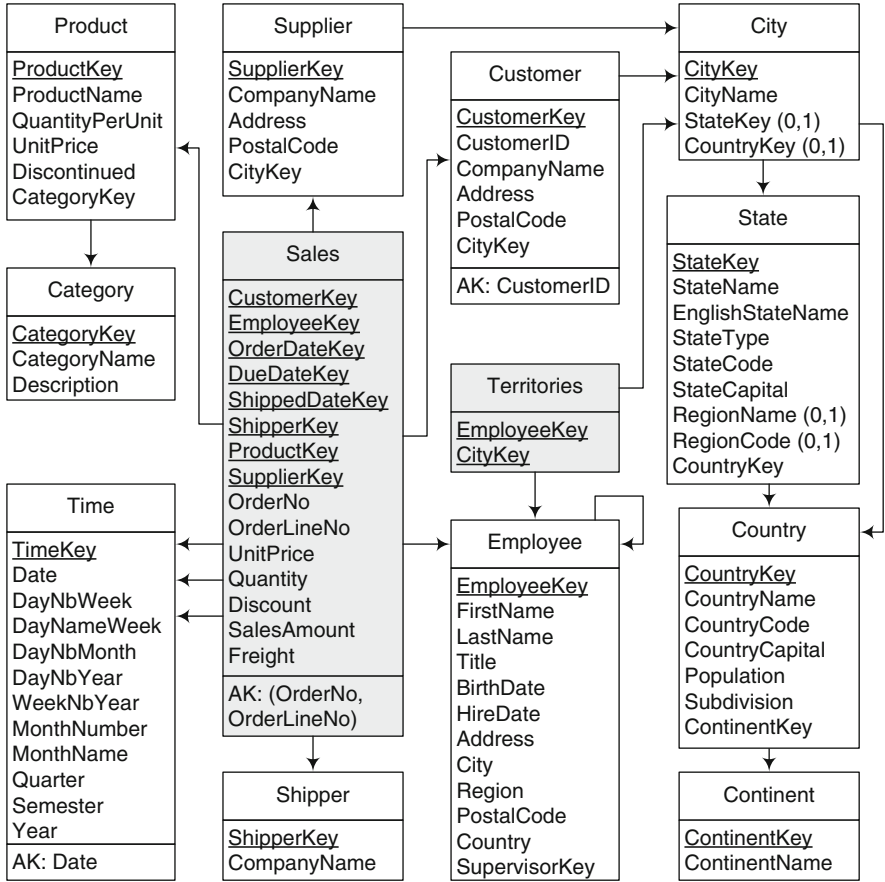 Product
ProductKey
ProductName
QuantityPerUnit
UnitPrice
Discontinued
CategoryKey
Category
CategoryKey
CategoryName
Description
Time
TimeKey
Date
DayNbWeek
DayNameWeek
DayNbMonth
DayNbYear
WeekNbYear
MonthNumber
MonthName
Quarter
Semester
Year
AK: Date
Supplier
SupplierKey
CompanyName
Address
PostalCode
CityKey
Sales
CustomerKey
EmployeeKey
OrderDateKey
DueDateKey
ShippedDateKey
ShipperKey
ProductKey
SupplierKey
OrderNo
OrderLineNo
UnitPrice
Quantity
Discount
SalesAmount
Freight
AK: (OrderNo,
OrderLineNo)
Shipper
ShipperKey
CompanyName
Customer
CustomerKey
CustomerID
CompanyName
Address
PostalCode
CityKey
AK: CustomerID
Territories
EmployeeKey
CityKey
Employee
EmployeeKey
FirstName
LastName
Title
BirthDate
HireDate
Address
City
Region
PostalCode
Country
SupervisorKey
City
CityKey
CityName
StateKey (0,1)
CountryKey (0,1)
State
StateKey
StateName
EnglishStateName
StateType
StateCode
StateCapital
RegionName (0,1)
RegionCode (0,1)
CountryKey
Country
CountryKey
CountryName
CountryCode
CountryCapital
Population
Subdivision
ContinentKey
Continent
ContinentKey
ContinentName